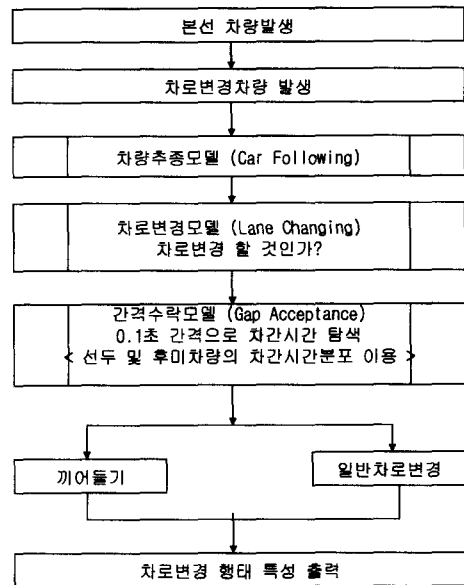 본선 차량발생
차로변경차량 발생
차량추종모델 (Car Following)
차로변경모델 (Lane Changing)
차로변경 할 것인가?
간격수락모델 (Gap Acceptance)
0.1초 간격으로 차간시간 탐색
< 선두 및 후미차량의 차간시간분포 이용 >
끼어들기
일반차로변경
차로변경 행태 특성 출력